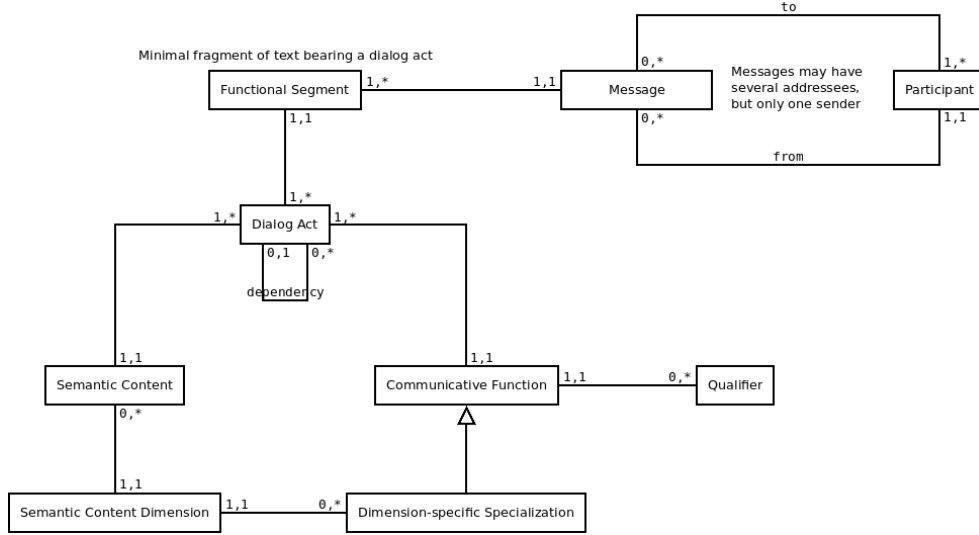 to
Minimal fragment of text bearing a dialog act
0,*
1,*
Functional Segment
1,*
1,1
Message
Messages may have
several addressees,
but only one sender
Participant
1,1
0,*
1,1
from
1,*
1,*
Dialog Act
1,*
0,1
0,*
dependency
1,1
1,1
Semantic Content
Communicative Function
1,1
0,*
Qualifier
0,*
1,1
Semantic Content Dimension
1,1
0,*
Dimension-specific Specialization